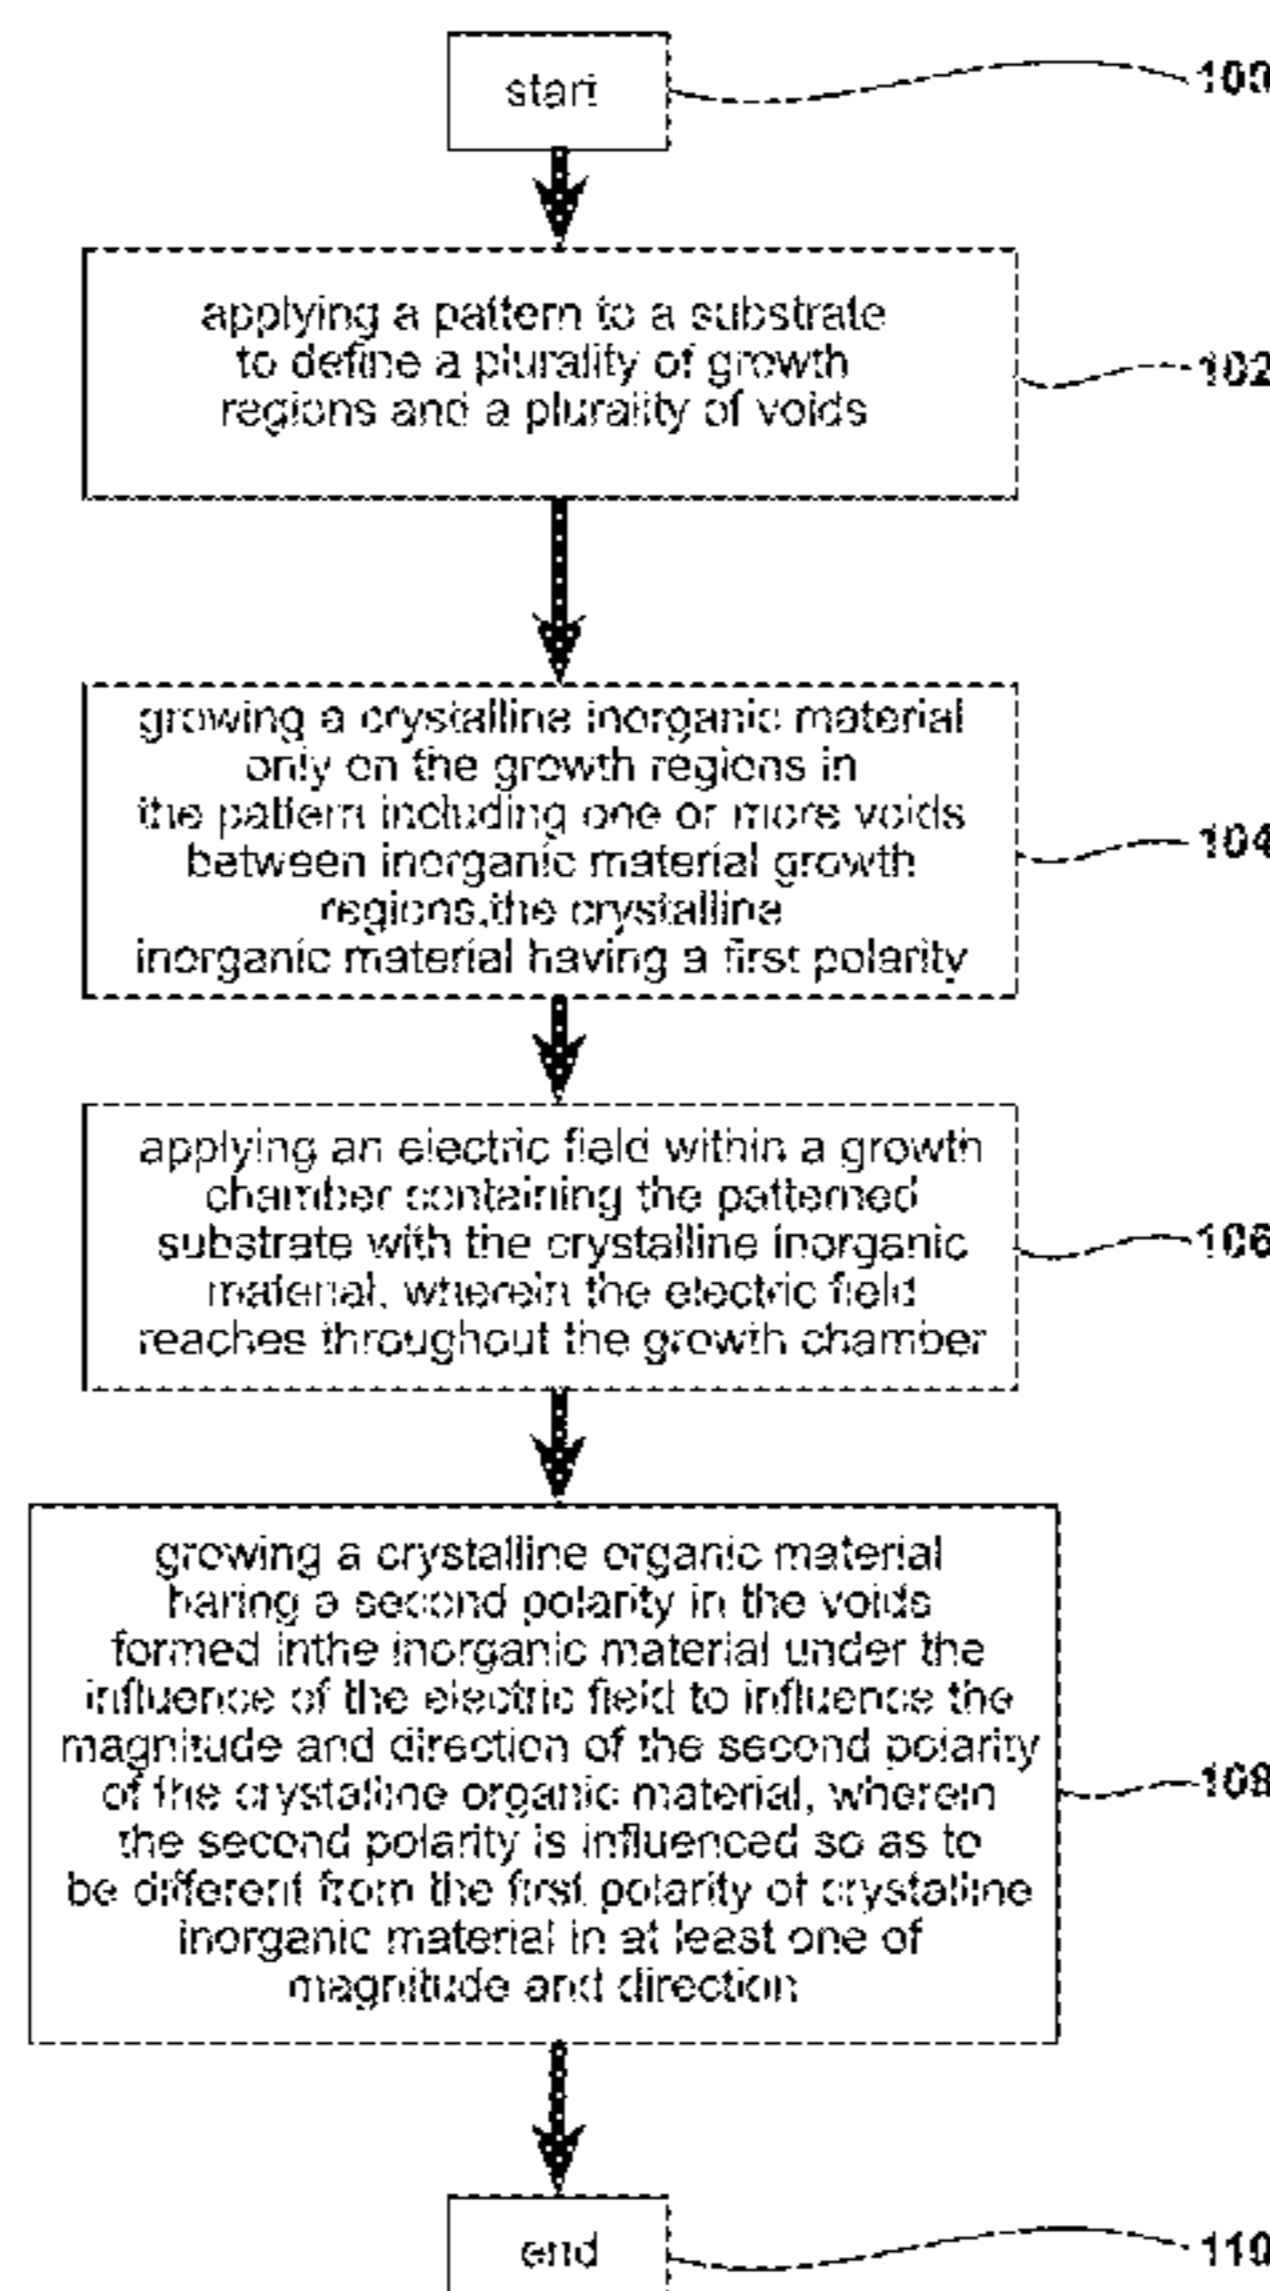 start
100
applying a pattern to a substrate
to define a plurality of growth
regions and a plurality of voids
102
growing a crystalline inorganic material
only on the growth regions in
the pattern including one or more voids
between inorganic material growth
regions,the crystalline
inorganic material having a first polarity
104
applying an electric field within a growth
chamber containing the patterned
substrate with the crystalline inorganic
material, wherein the electric field
reaches throughout the growth chamber
106
growing a crystalline organic material
haring a second polarity in the voids
formed inthe inorganic material under the
influence of the electric field to influence the
magnitude and direction of the second polarity
of the crystalline organic material, wherein
the second polarity is influenced so as to
be different from the first polarity of crystalline
inorganic material in at least one of
magnitude and direction
108
end
110